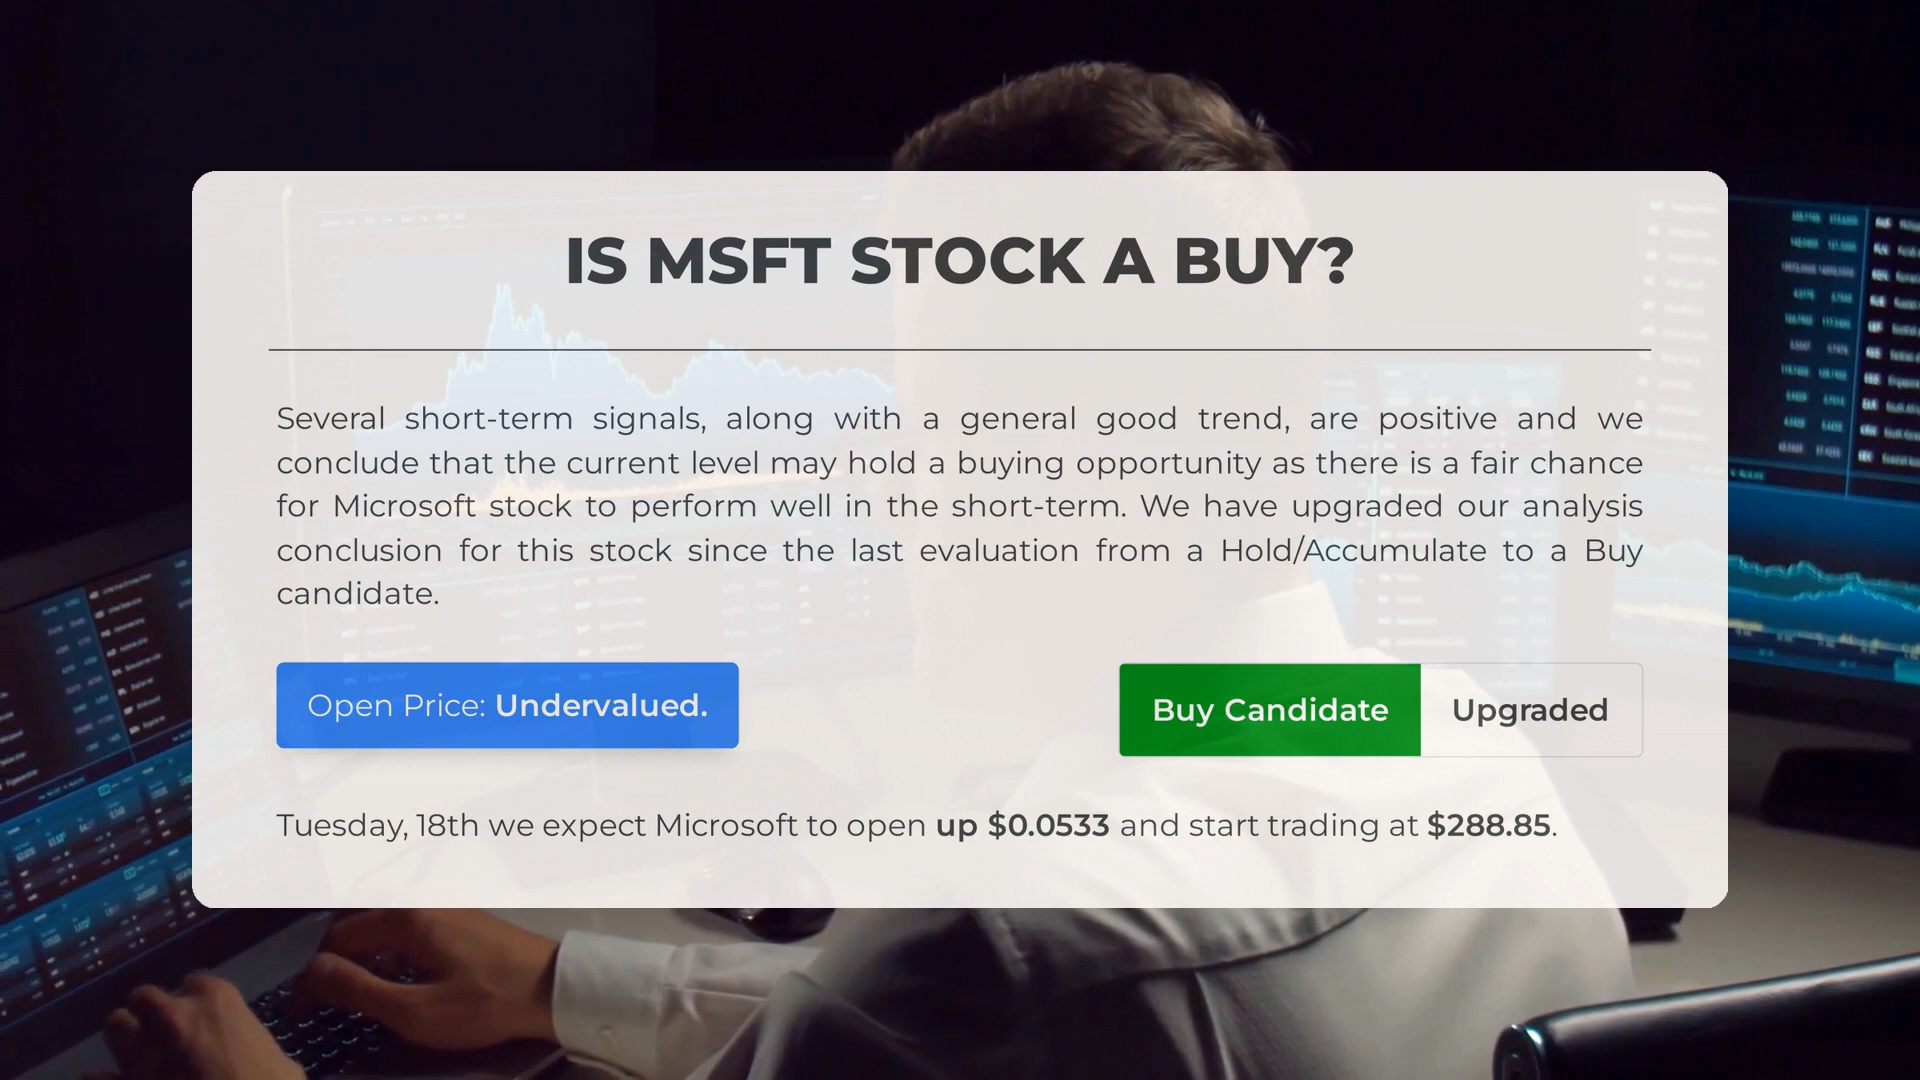 IS MSFT STOCK A BUY?
Several short-term signals, along with a general good trend, are positive and we
conclude that the current level may hold a buying opportunity as there is a fair chance
for Microsoft stock to perform well in the short-term. We have upgraded our analysis
conclusion for this stock since the last evaluation from a Hold/Accumulate to a Buy
candidate.
Open Price: Undervalued.
Buy Candidate Upgraded
Tuesday, 18th we expect Microsoft to open up $0.0533 and start trading at $288.85.